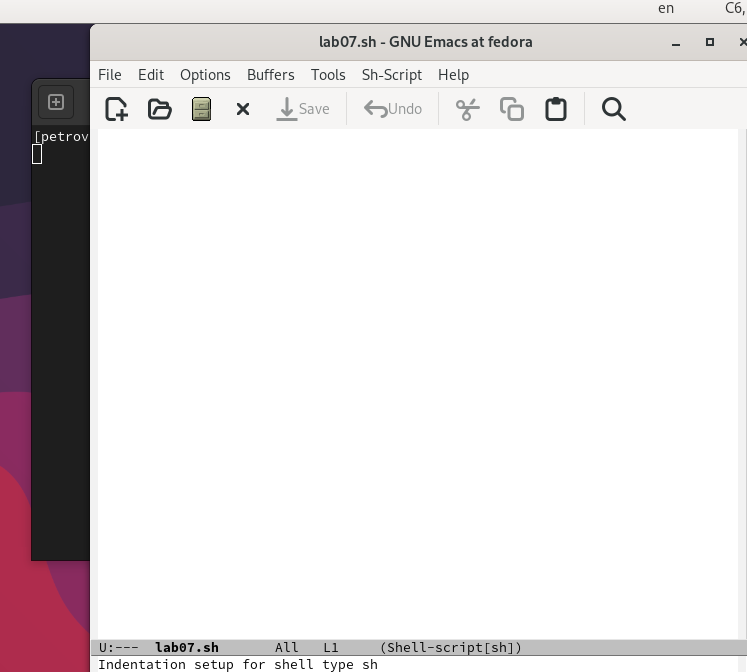 en C6,
lab07.sh - GNU Emacs at fedora
File Edit Options Buffers Tools Sh-Script Help
Save Undo
[petrov
U:--- lab07.sh All L1 (Shell-script[sh])
Indentation setup for shell type sh